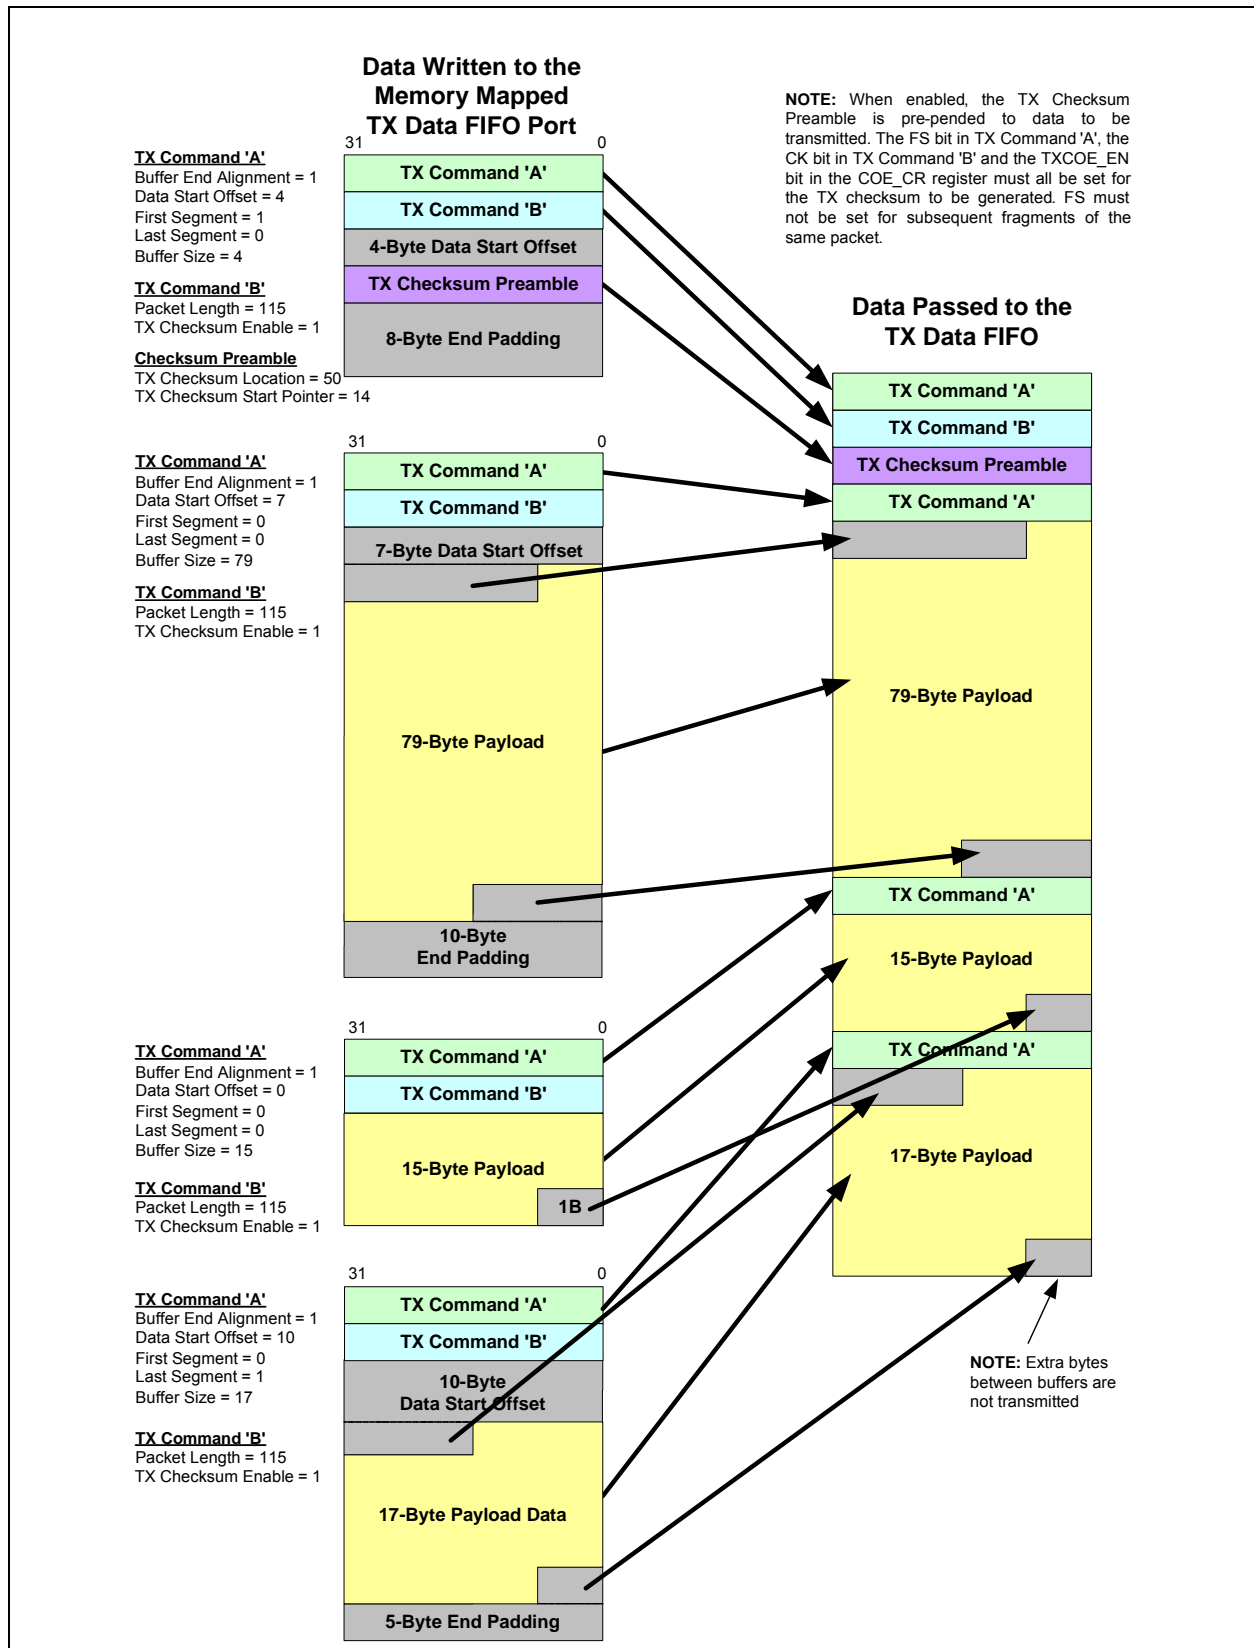 Data Written to the
Memory Mapped
TX Data FIFO Port
NOTE: When enabled, the TX Checksum
Preamble is pre-pended to data to be
transmitted. The FS bit in TX Command 'A', the
CK bit in TX Command 'B' and the TXCOE_EN
bit in the COE_CR register must all be set for
the TX checksum to be generated. FS must
not be set for subsequent fragments of the
same packet.
31
0
TX Command 'A'
Buffer End Alignment = 1
Data Start Offset = 4
First Segment = 1
Last Segment = 0
Buffer Size = 4
TX Command 'B'
Packet Length = 115
TX Checksum Enable = 1
Checksum Preamble
TX Checksum Location = 50
TX Checksum Start Pointer = 14
TX Command 'A'
TX Command 'B'
4-Byte Data Start Offset
TX Checksum Preamble
8-Byte End Padding
31
0
TX Command 'A'
Buffer End Alignment = 1
Data Start Offset = 7
First Segment = 0
Last Segment = 0
Buffer Size = 79
TX Command 'B'
Packet Length = 115
TX Checksum Enable = 1
TX Command 'A'
TX Command 'B'
7-Byte Data Start Offset
79-Byte Payload
10-Byte
End Padding
31
0
TX Command 'A'
Buffer End Alignment = 1
Data Start Offset = 0
First Segment = 0
Last Segment = 0
Buffer Size = 15
TX Command 'B'
Packet Length = 115
TX Checksum Enable = 1
TX Command 'A'
TX Command 'B'
15-Byte Payload
1B
31
0
TX Command 'A'
Buffer End Alignment = 1
Data Start Offset = 10
First Segment = 0
Last Segment = 1
Buffer Size = 17
TX Command 'B'
Packet Length = 115
TX Checksum Enable = 1
TX Command 'A'
TX Command 'B'
10-Byte
Data Start Offset
17-Byte Payload Data
5-Byte End Padding
Data Passed to the
TX Data FIFO
TX Command 'A'
TX Command 'B'
TX Checksum Preamble
TX Command 'A'
79-Byte Payload
TX Command 'A'
15-Byte Payload
TX Command 'A'
17-Byte Payload
NOTE: Extra bytes
between buffers are
not transmitted